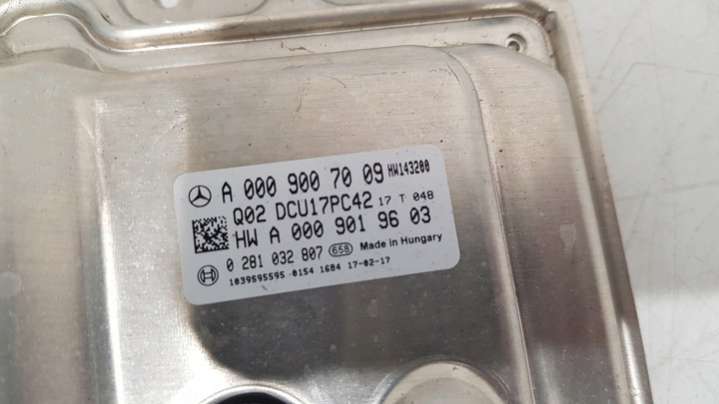 A 000 900 70 09 HW143200
Q02 DCU17PC42 17 T 048
HW A 000 901 96 03
0 281 032 807 658 Made in Hungary
1039S95595 0154 1684 17-02-17